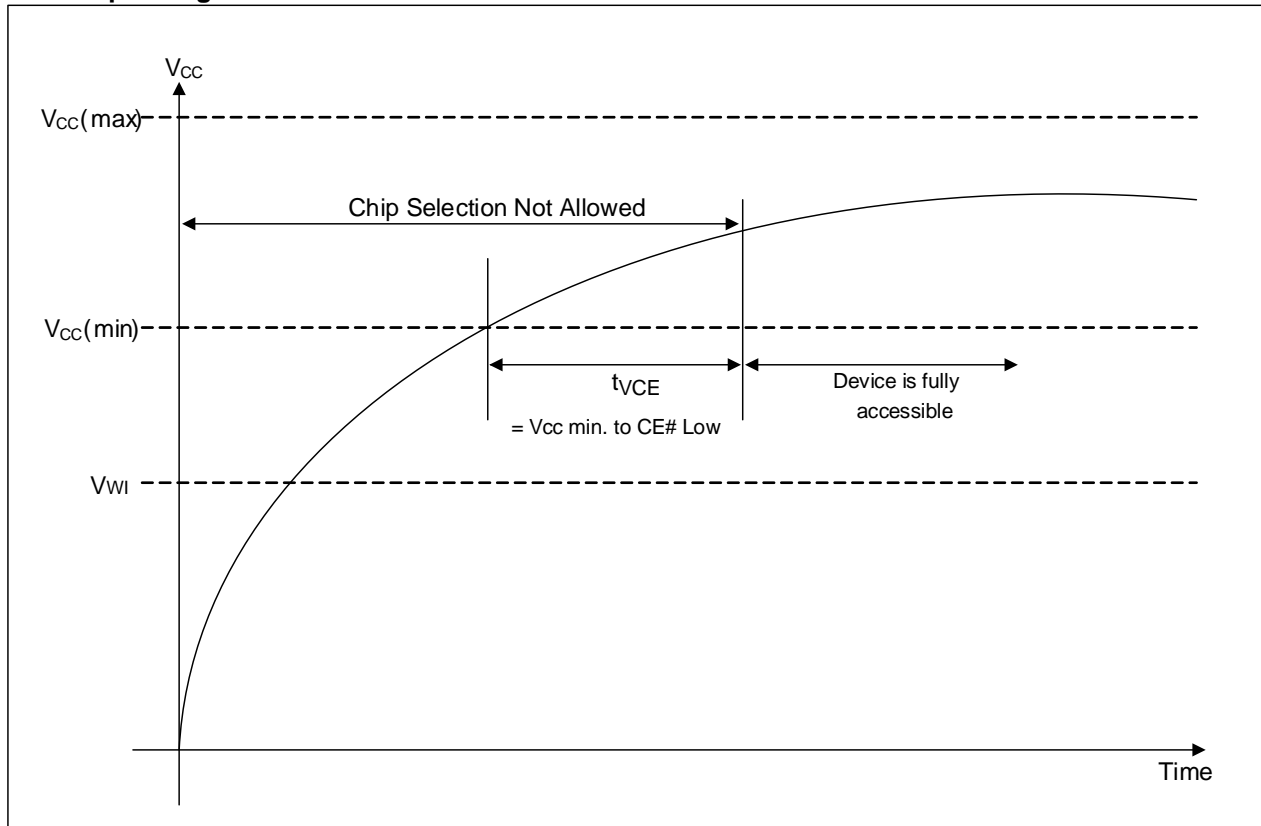 VCC
VCC(max)
Chip Selection Not Allowed
VCC(min)
tVCE
= Vcc min. to CE# Low
Device is fully
accessible
VWI
Time